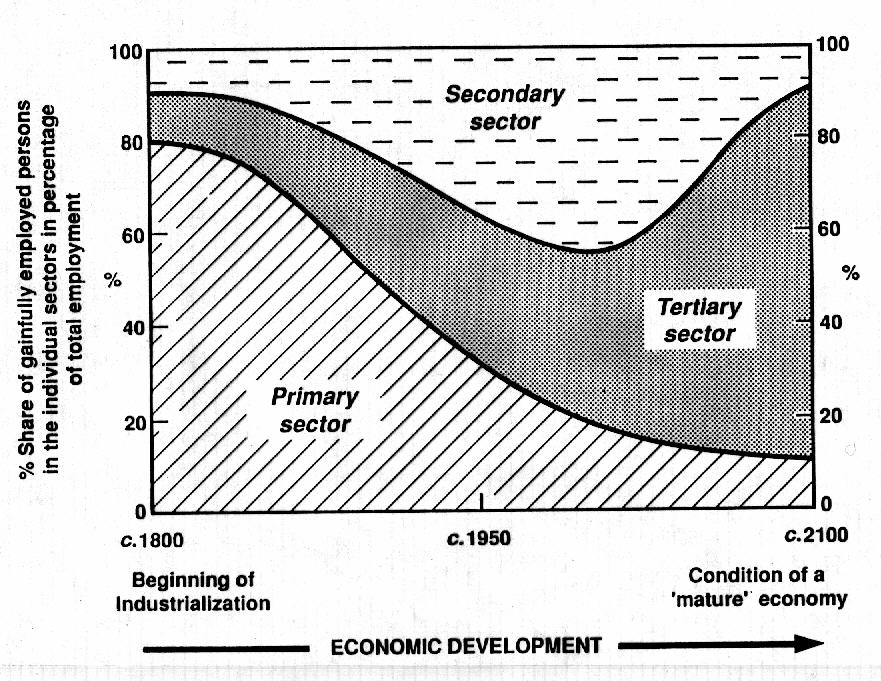 % Share of gainfully employed persons
in the individual sectors in percentage
of total employment
100
80
60
%
40
20
0
Secondary
sector
Tertiary
sector
Primary
sector
100
80
60
%
40
20
0
c.1800
c.1950
c.2100
Beginning of
Industrialization
Condition of a
'mature' economy
ECONOMIC DEVELOPMENT